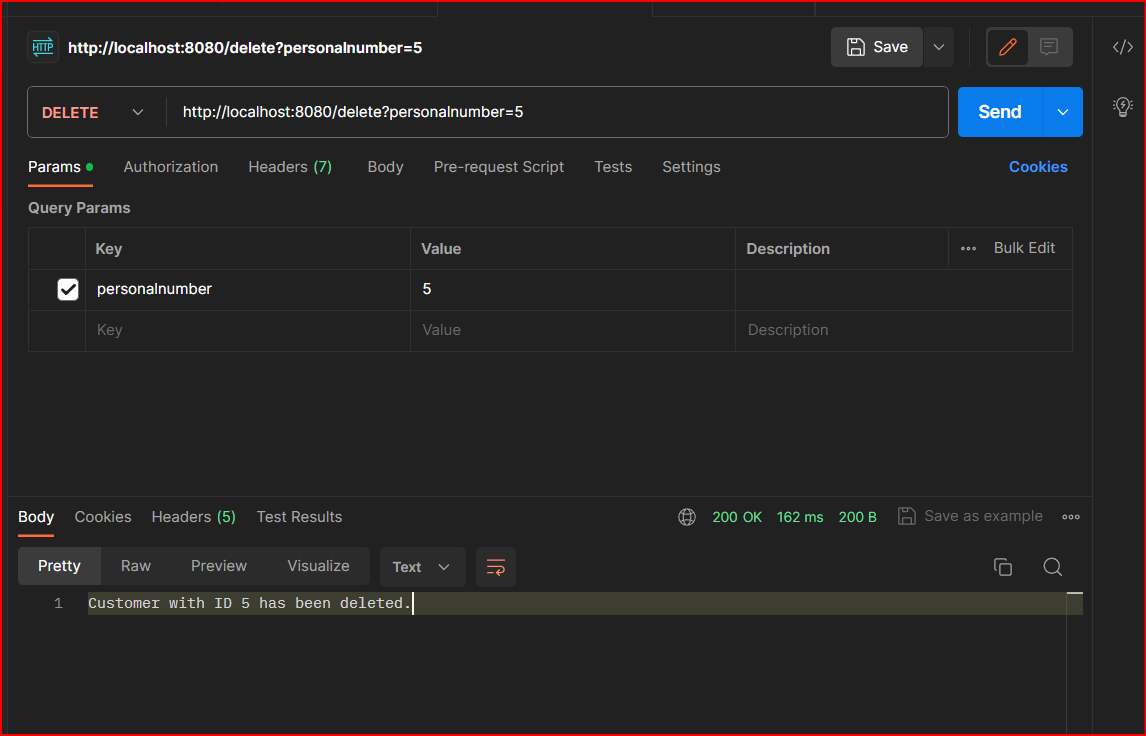 HTTP http://localhost:8080/delete?personalnumber=5 Save
DELETE http://localhost:8080/delete?personalnumber=5 Send
Params Authorization Headers (7) Body Pre-request Script Tests Settings Cookies
Query Params
Key Value Description ••• Bulk Edit
personalnumber 5
Key Value Description
Body Cookies Headers (5) Test Results 200 OK 162 ms 200 B Save as example
Pretty Raw Preview Visualize Text
1 Customer with ID 5 has been deleted.